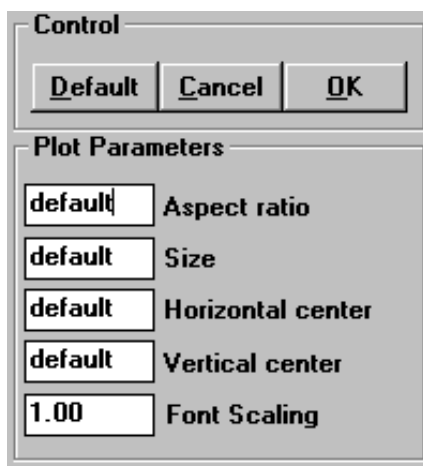 Control
Default Cancel OK
Plot Parameters
default Aspect ratio
default Size
default Horizontal center
default Vertical center
1.00 Font Scaling